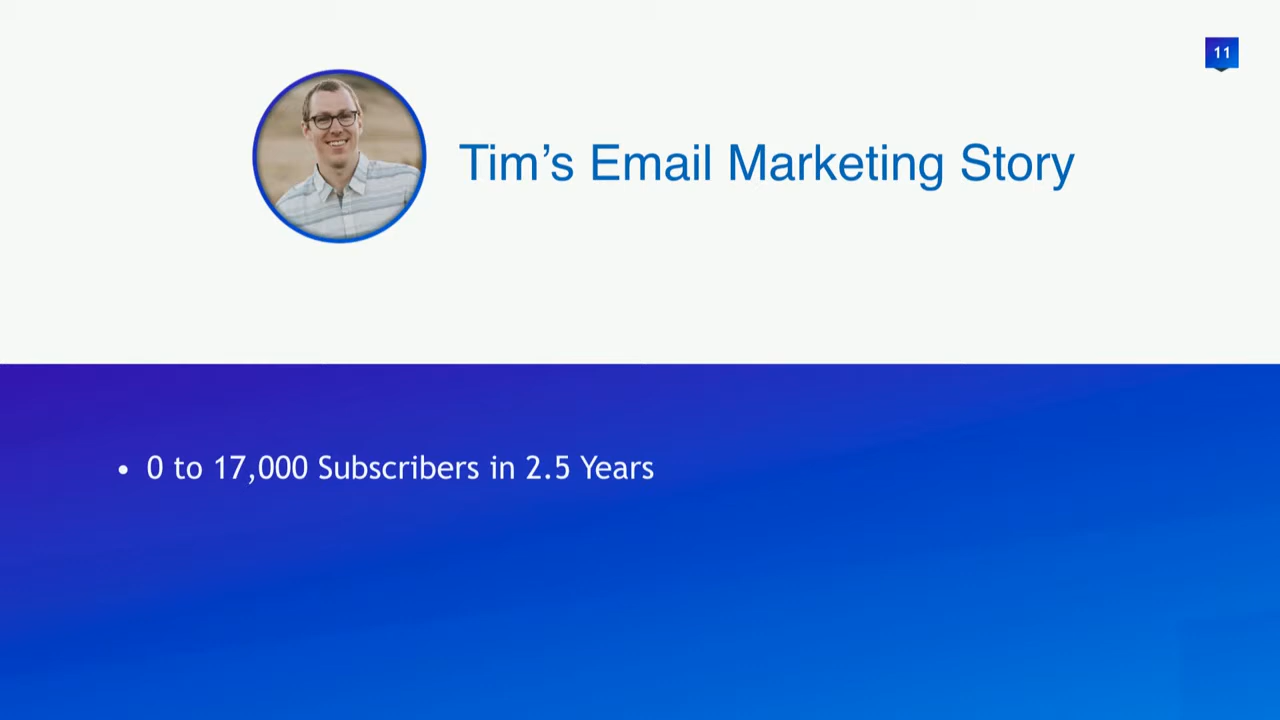 11
Tim’s Email Marketing Story
• 0 to 17,000 Subscribers in 2.5 Years